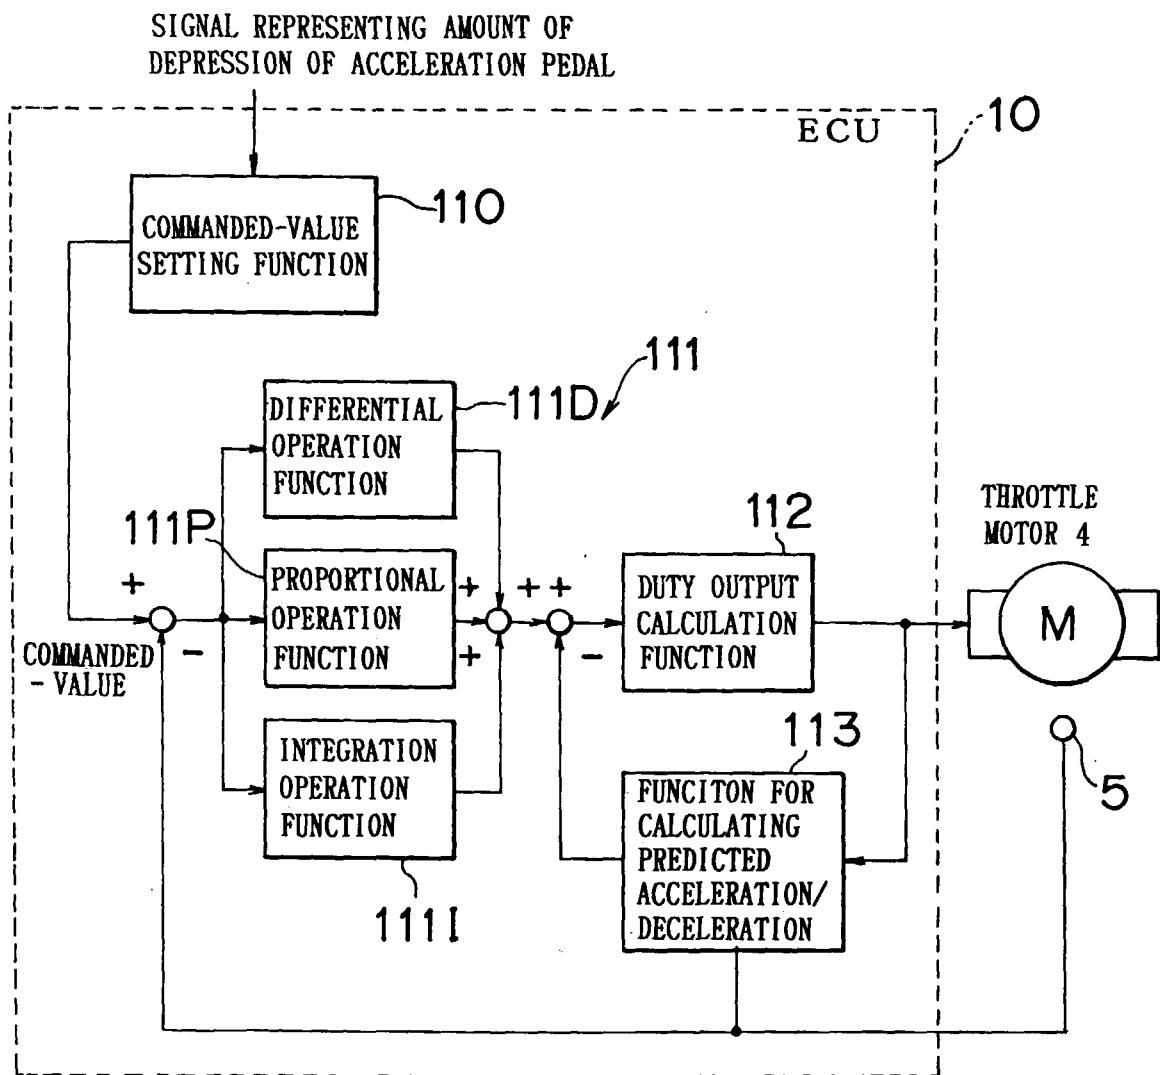 SIGNAL REPRESENTING AMOUNT OF
DEPRESSION OF ACCELERATION PEDAL
ECU
10
COMMANDED-VALUE
SETTING FUNCTION
110
111
DIFFERENTIAL
OPERATION
FUNCTION
111D
111P
PROPORTIONAL
OPERATION
FUNCTION
+
-
COMMANDED
-VALUE
+
+
+ +
-
112
DUTY OUTPUT
CALCULATION
FUNCTION
THROTTLE
MOTOR 4
M
INTEGRATION
OPERATION
FUNCTION
111I
113
FUNCITON FOR
CALCULATING
PREDICTED
ACCELERATION/
DECELERATION
5